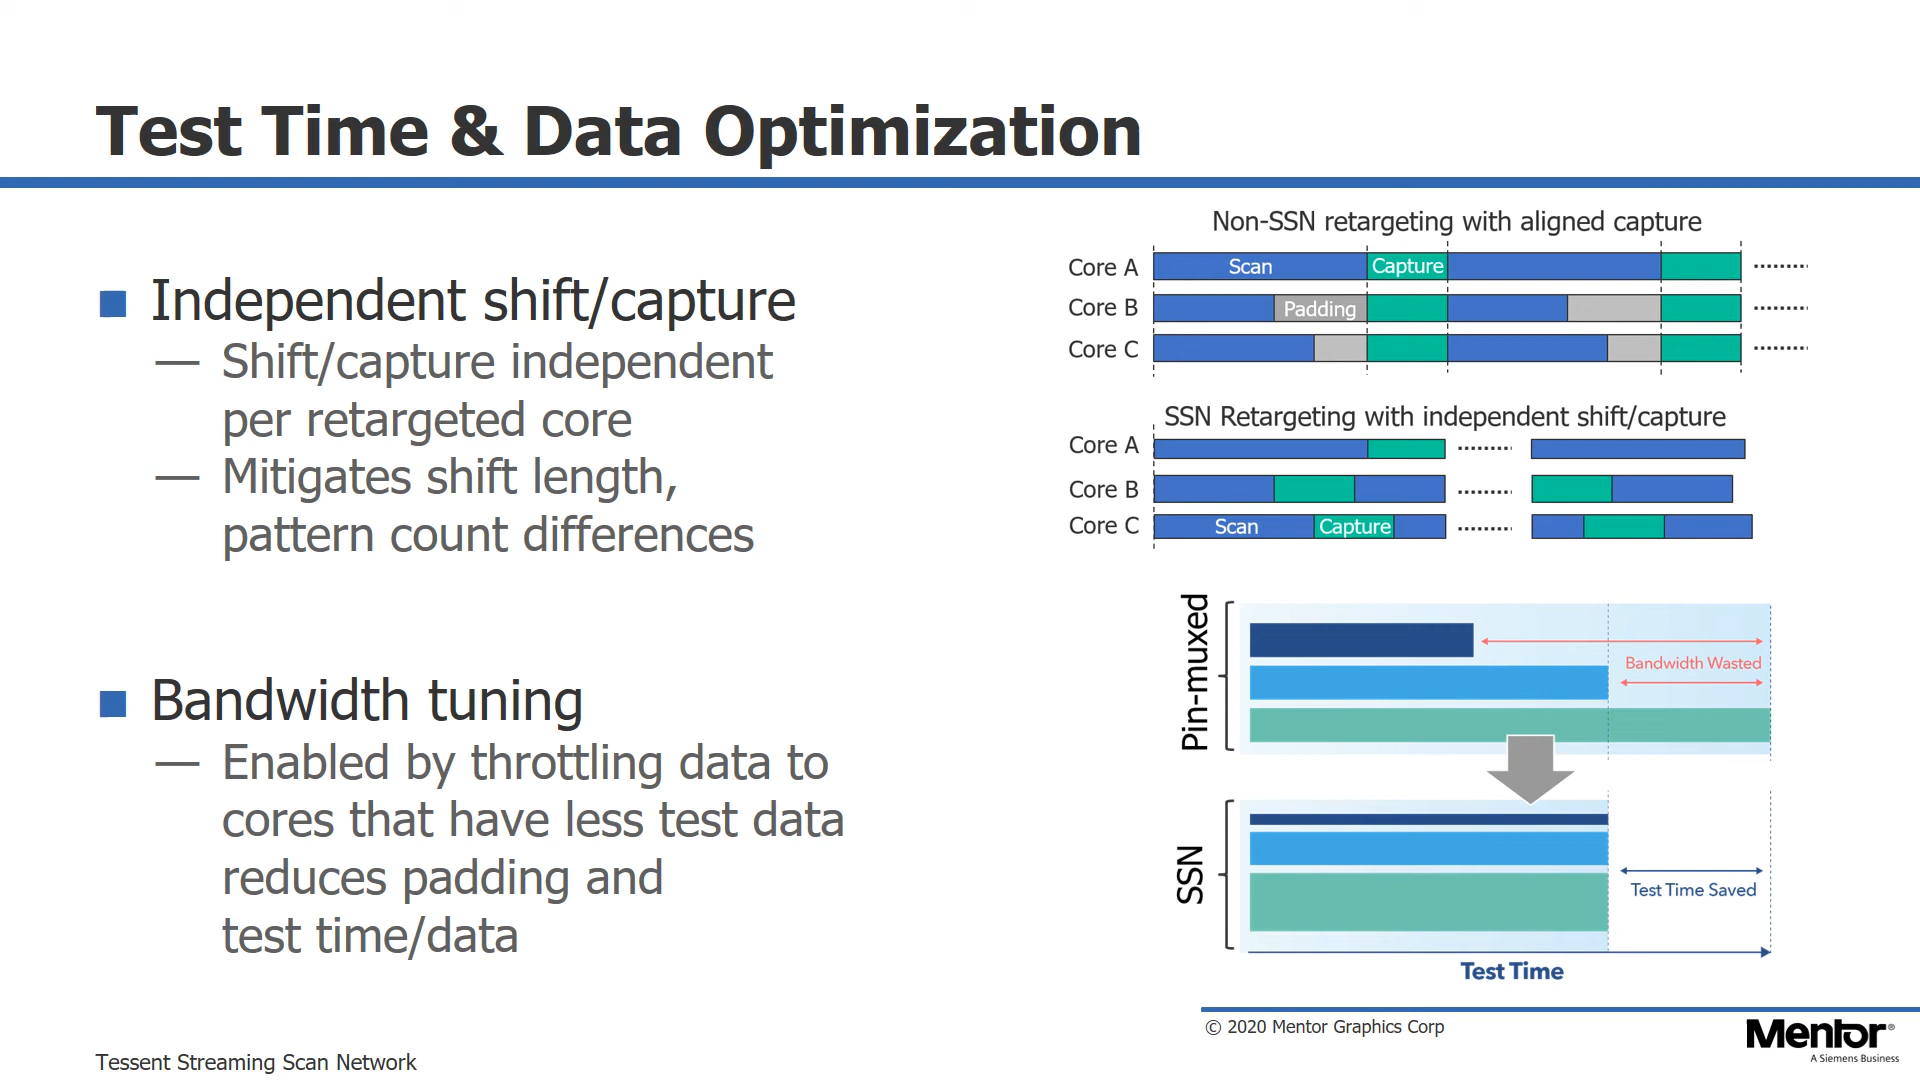 Test Time & Data Optimization
Independent shift/capture
— Shift/capture independent
per retargeted core
— Mitigates shift length,
pattern count differences
Bandwidth tuning
— Enabled by throttling data to
cores that have less test data
reduces padding and
test time/data
Non-SSN retargeting with aligned capture
Core A
Scan
Capture
Core B
Padding
Core C
SSN Retargeting with independent shift/capture
Core A
Core B
Core C
Scan
Capture
Pin-muxed
Bandwidth Wasted
SSN
Test Time Saved
Test Time
© 2020 Mentor Graphics Corp
Mentor®
A Siemens Business
Tessent Streaming Scan Network